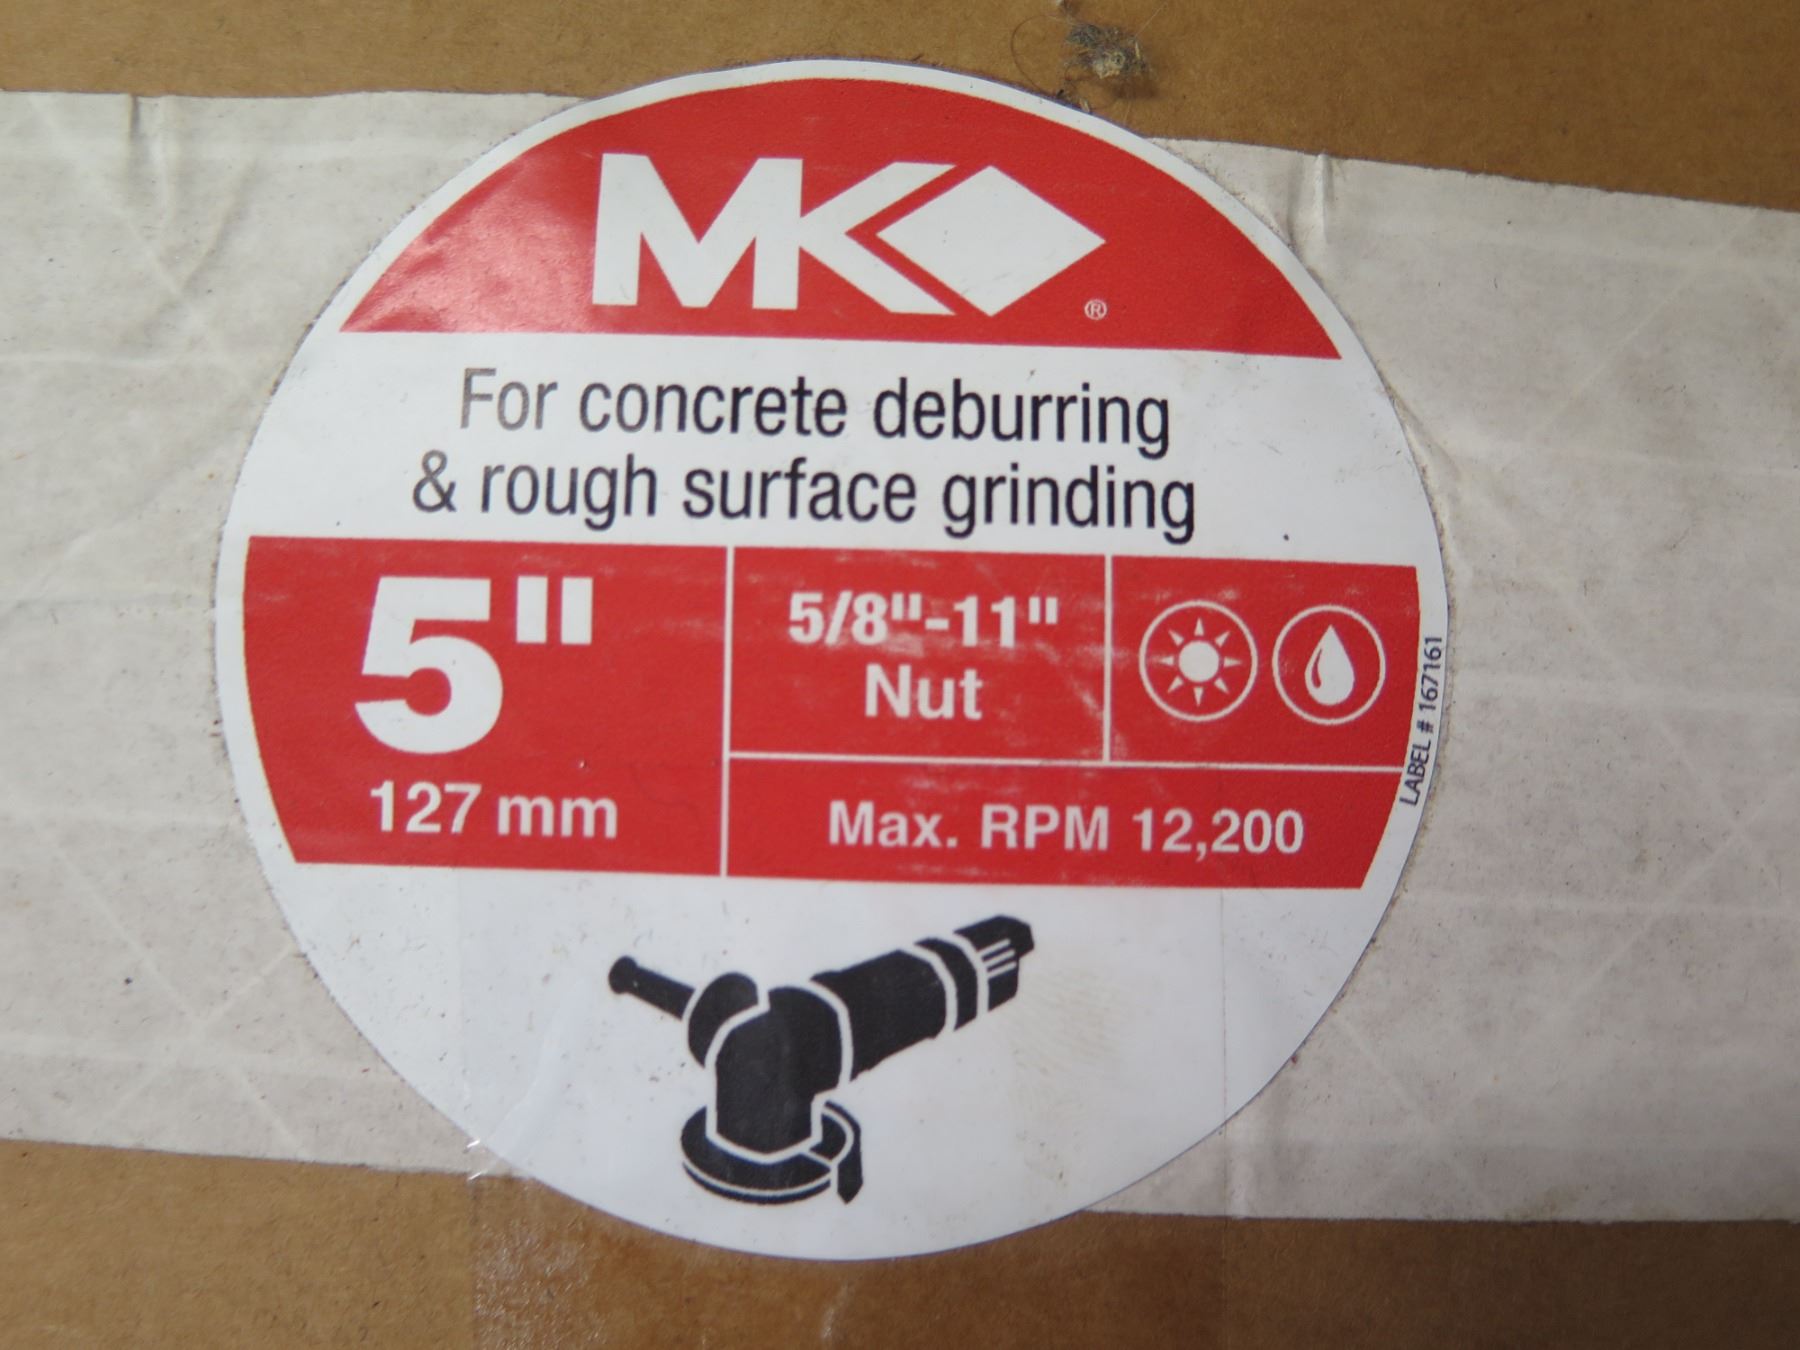 MK
®
For concrete deburring
& rough surface grinding
5"
127 mm
5/8"-11"
Nut
Max. RPM 12,200
LABEL # 167161